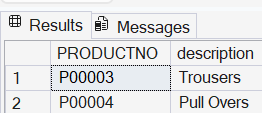 Results Messages
PRODUCTNO description
1 P00003 Trousers
2 P00004 Pull Overs